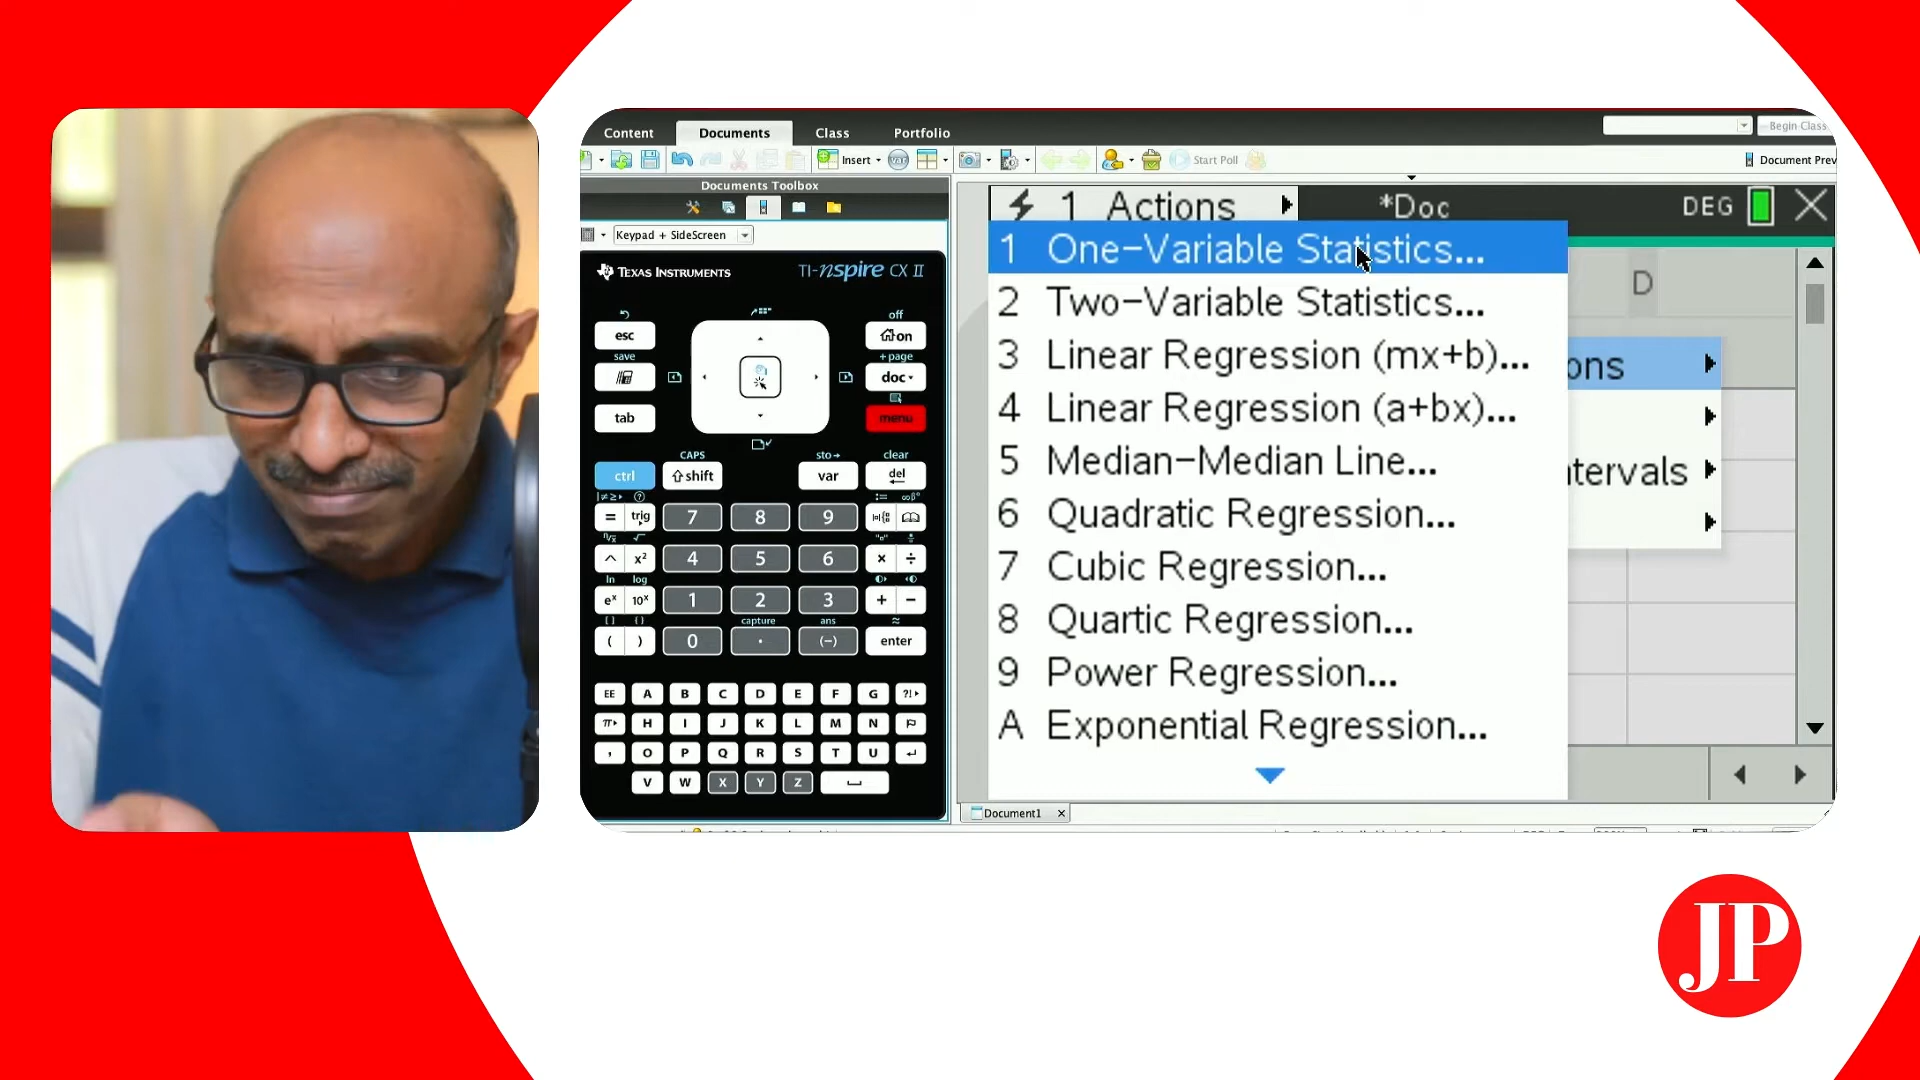 Content Documents Class Portfolio
Begin Class
Insert
Start Poll
Document Prev
Documents Toolbox
Keypad + SideScreen
TEXAS INSTRUMENTS TI-nspire CX II
off
esc on
save + page
doc
tab menu
CAPS sto→ clear
ctrl shift var del
= trig 7 8 9
^ x² 4 5 6 × ÷
ln log
eˣ 10ˣ 1 2 3 + −
[ ] { } capture ans ≈
( ) 0 . (−) enter
EE A B C D E F G ?!
π H I J K L M N
, O P Q R S T U
V W X Y Z
1 Actions *Doc DEG
1 One-Variable Statistics...
2 Two-Variable Statistics...
3 Linear Regression (mx+b)...
4 Linear Regression (a+bx)...
5 Median-Median Line...
6 Quadratic Regression...
7 Cubic Regression...
8 Quartic Regression...
9 Power Regression...
A Exponential Regression...
D
ons
ntervals
Document1
JP